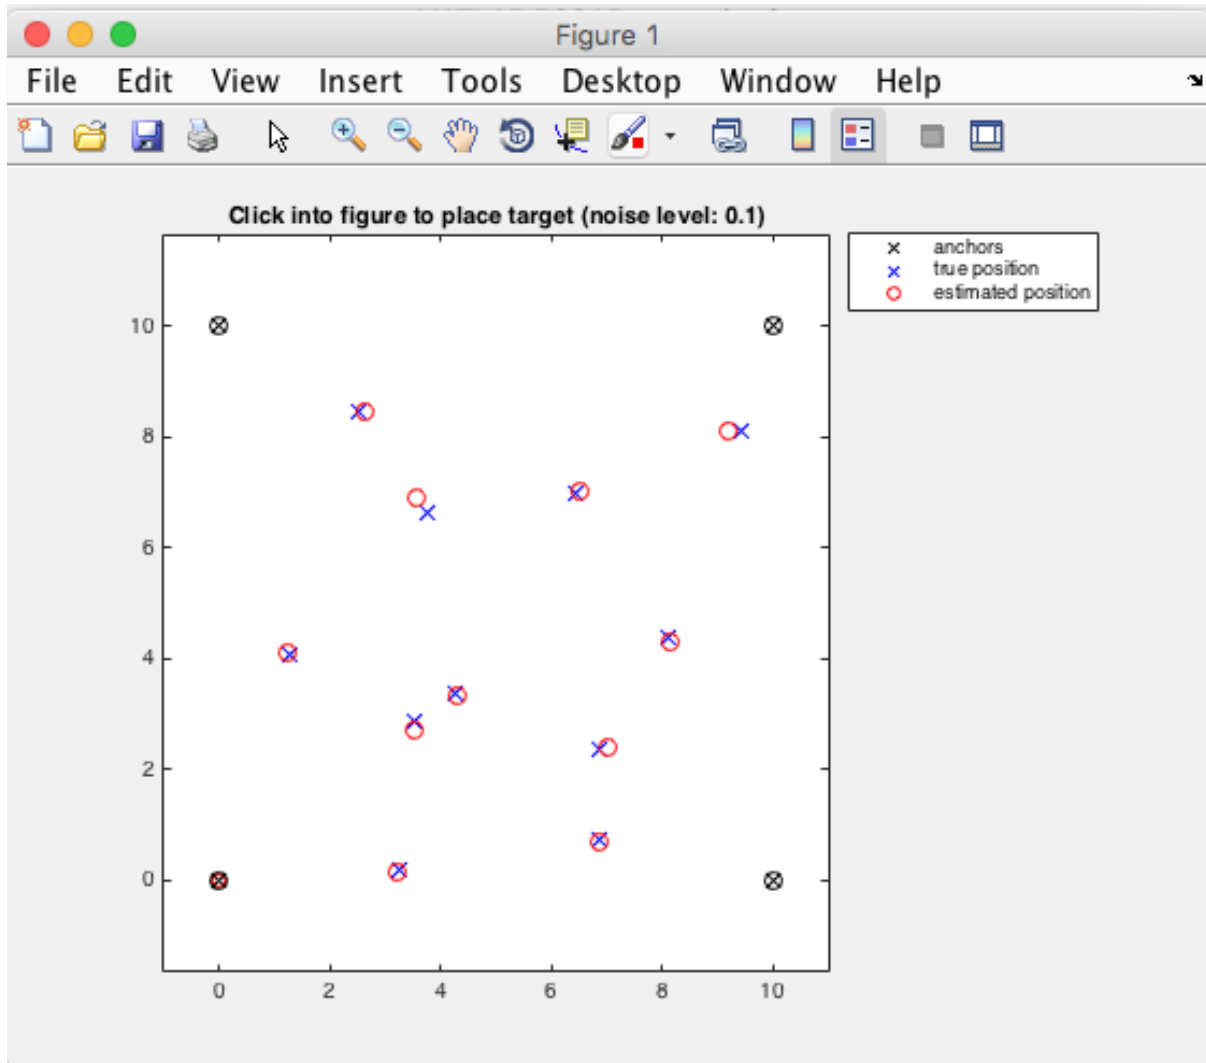 Figure 1
File Edit View Insert Tools Desktop Window Help
Click into figure to place target (noise level: 0.1)
anchors
true position
estimated position
10
8
6
4
2
0
0 2 4 6 8 10